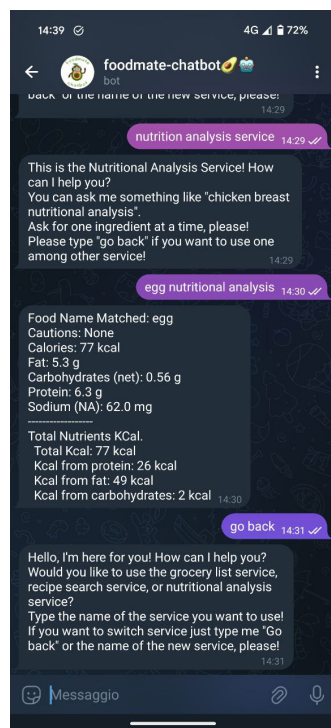 14:39 4G 72%
foodmate-chatbot🥑🤖
bot
back" or the name of the new service, please!
14:29
nutrition analysis service 14:29
This is the Nutritional Analysis Service! How
can I help you?
You can ask me something like "chicken breast
nutritional analysis".
Ask for one ingredient at a time, please!
Please type "go back" if you want to use one
among other service!
14:29
egg nutritional analysis 14:30
Food Name Matched: egg
Cautions: None
Calories: 77 kcal
Fat: 5.3 g
Carbohydrates (net): 0.56 g
Protein: 6.3 g
Sodium (NA): 62.0 mg
------------------
Total Nutrients KCal.
Total Kcal: 77 kcal
Kcal from protein: 26 kcal
Kcal from fat: 49 kcal
Kcal from carbohydrates: 2 kcal 14:30
go back 14:31
Hello, I'm here for you! How can I help you?
Would you like to use the grocery list service,
recipe search service, or nutritional analysis
service?
Type the name of the service you want to use!
If you want to switch service just type me "Go
back" or the name of the new service, please!
14:31
Messaggio